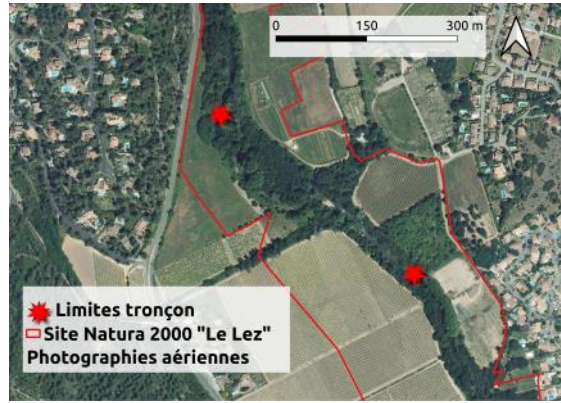 0 150 300 m
Limites tronçon
Site Natura 2000 "Le Lez"
Photographies aériennes